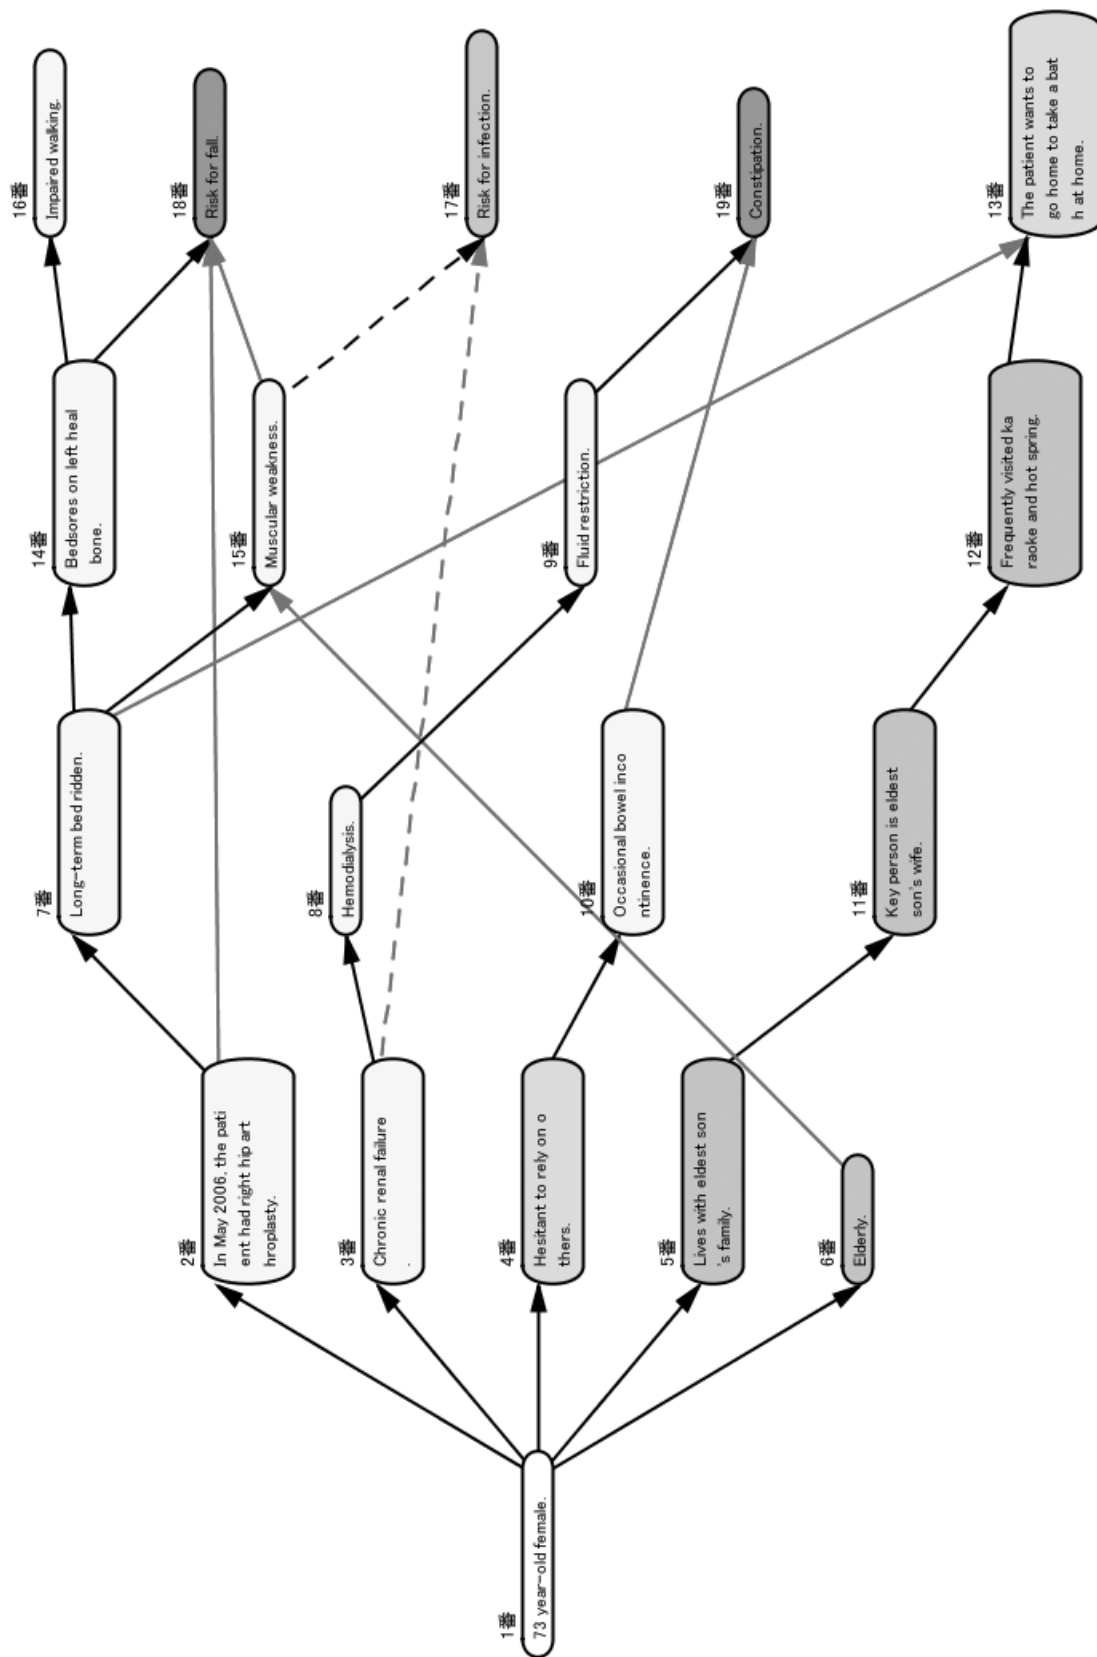 1番
73 year-old female.
2番
In May 2006, the pati
ent had right hip art
hroplasty.
3番
Chronic renal failure
.
4番
Hesitant to rely on o
thers.
5番
Lives with eldest son
's family.
6番
Elderly.
7番
Long-term bed ridden.
8番
Hemodialysis.
10番
Occasional bowel inco
ntinence.
11番
Key person is eldest
son's wife.
14番
Bedsores on left heal
bone.
15番
Muscular weakness.
9番
Fluid restriction.
12番
Frequently visited ka
raoke and hot spring.
16番
Impaired walking.
18番
Risk for fall.
17番
Risk for infection.
19番
Constipation.
13番
The patient wants to
go home to take a bat
h at home.